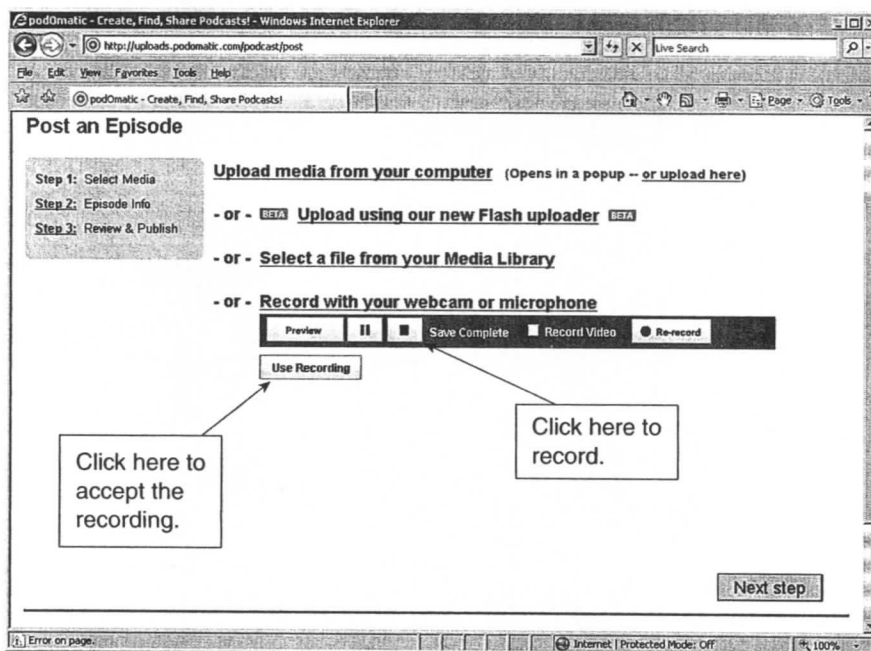 podOmatic - Create, Find, Share Podcasts! - Windows Internet Explorer
http://uploads.podomatic.com/podcast/post
Live Search
File Edit View Favorites Tools Help
podOmatic - Create, Find, Share Podcasts!
Page Tools
Post an Episode
Step 1: Select Media
Step 2: Episode Info
Step 3: Review & Publish
Upload media from your computer (Opens in a popup -- or upload here)
- or - BETA Upload using our new Flash uploader BETA
- or - Select a file from your Media Library
- or - Record with your webcam or microphone
Preview Save Complete Record Video Re-record
Use Recording
Click here to
record.
Click here to
accept the
recording.
Next step
Error on page.
Internet | Protected Mode: Off
100%